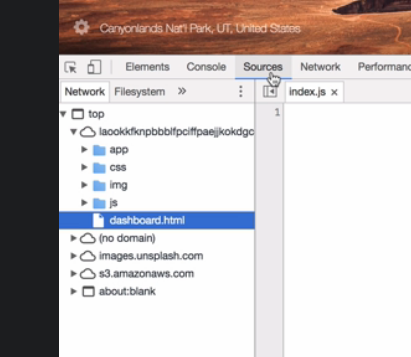 Canyonlands Nat'l Park, UT, United States
Elements Console Sources Network Performanc
Network Filesystem »
index.js ×
1
top
laookkfknpbbblfpciffpaejjkokdgc
app
css
img
js
dashboard.html
(no domain)
images.unsplash.com
s3.amazonaws.com
about:blank